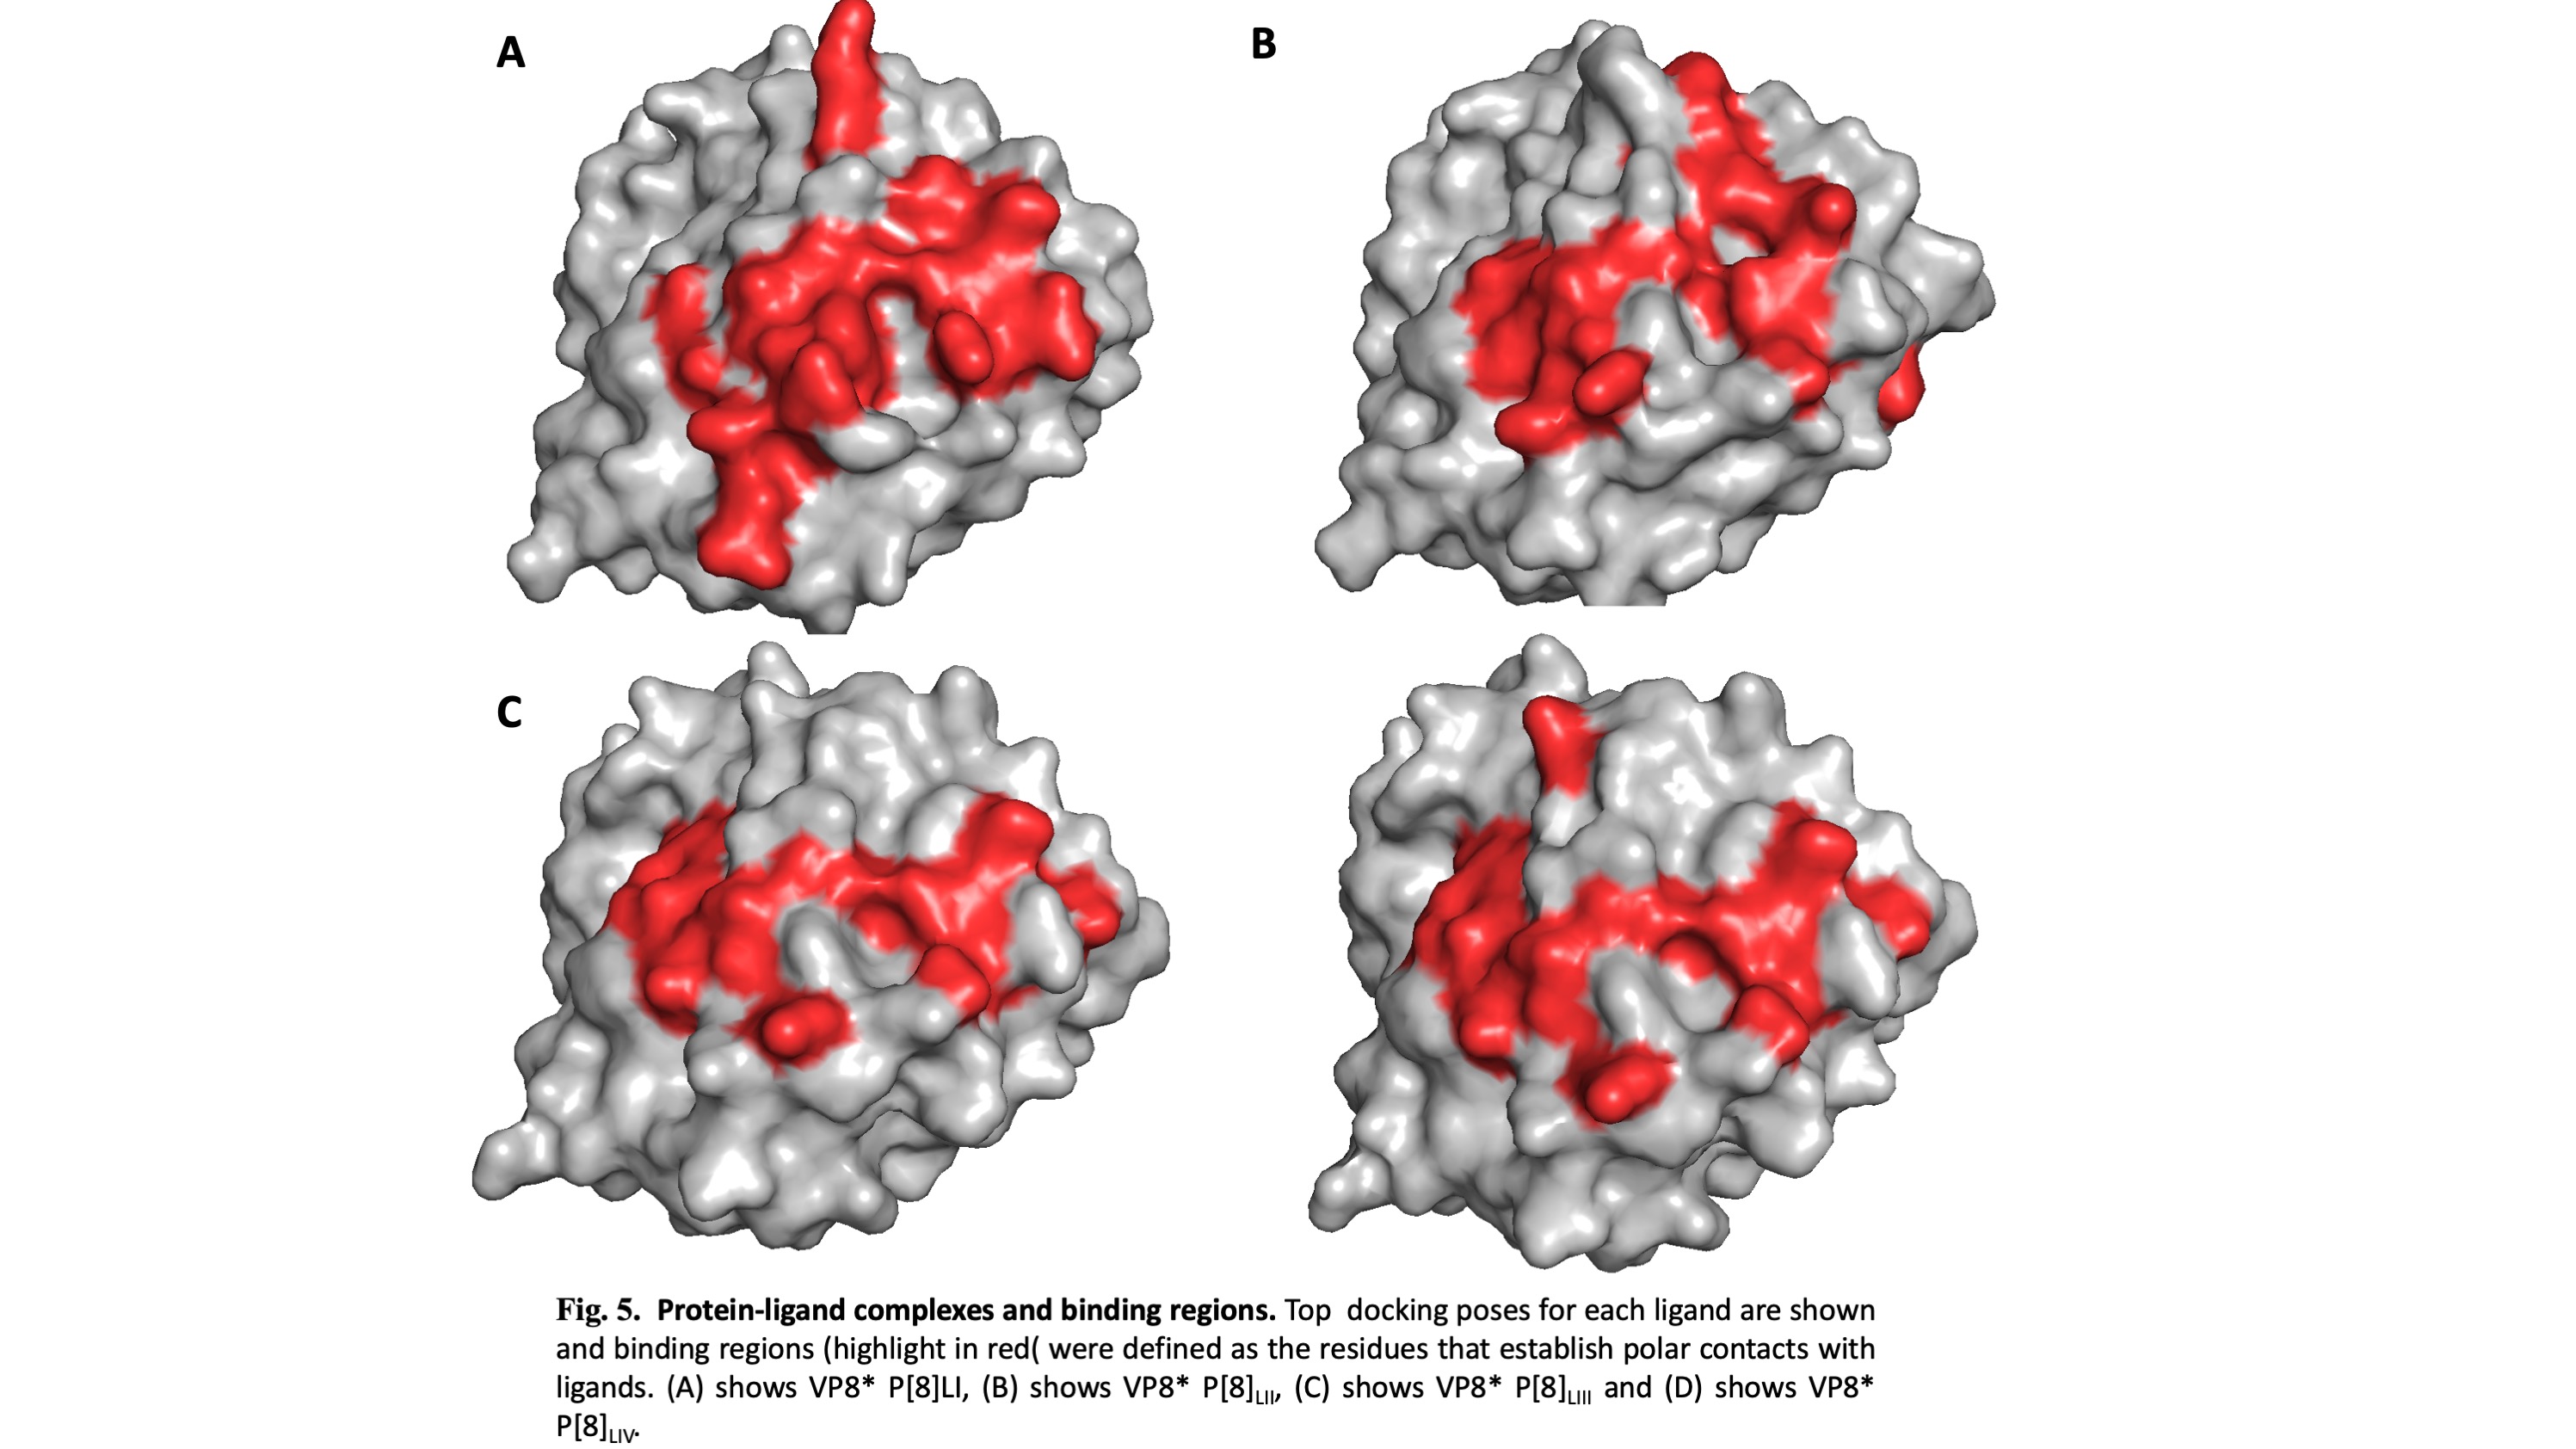 A
B
C
Fig. 5. Protein-ligand complexes and binding regions. Top docking poses for each ligand are shown
and binding regions (highlight in red( were defined as the residues that establish polar contacts with
ligands. (A) shows VP8* P[8]LI, (B) shows VP8* P[8]LII, (C) shows VP8* P[8]LIII and (D) shows VP8*
P[8]LIV.